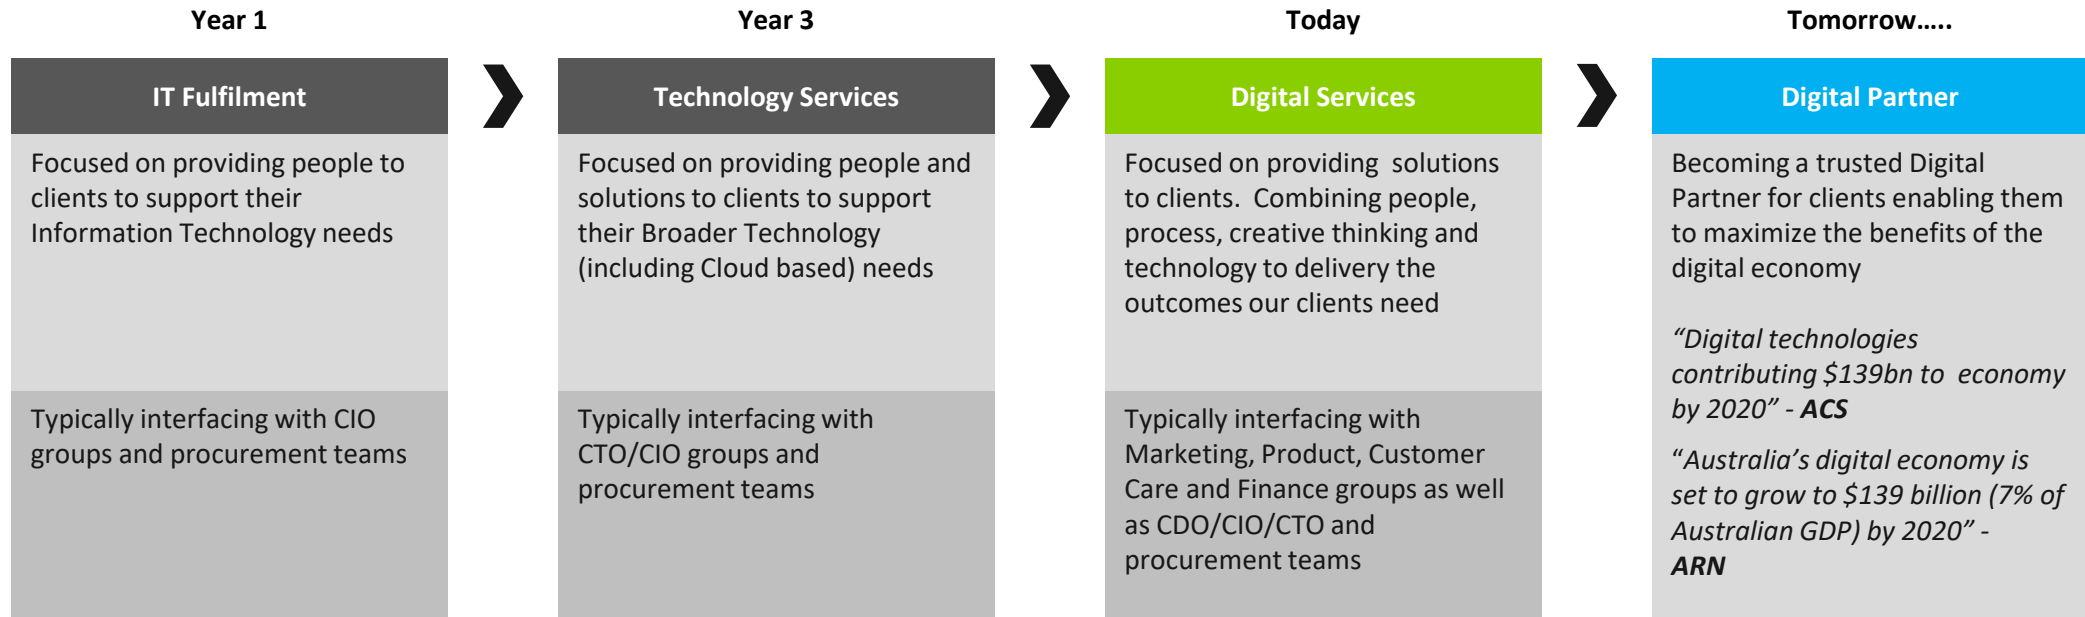 Year 1
IT Fulfilment
Focused on providing people to
clients to support their
Information Technology needs
Typically interfacing with CIO
groups and procurement teams
Year 3
Technology Services
Focused on providing people and
solutions to clients to support
their Broader Technology
(including Cloud based) needs
Typically interfacing with
CTO/CIO groups and
procurement teams
Today
Digital Services
Focused on providing  solutions
to clients.  Combining people,
process, creative thinking and
technology to delivery the
outcomes our clients need
Typically interfacing with
Marketing, Product, Customer
Care and Finance groups as well
as CDO/CIO/CTO and
procurement teams
Tomorrow…..
Digital Partner
Becoming a trusted Digital
Partner for clients enabling them
to maximize the benefits of the
digital economy
“Digital technologies
contributing $139bn to  economy
by 2020” - ACS
“Australia’s digital economy is
set to grow to $139 billion (7% of
Australian GDP) by 2020” -
ARN